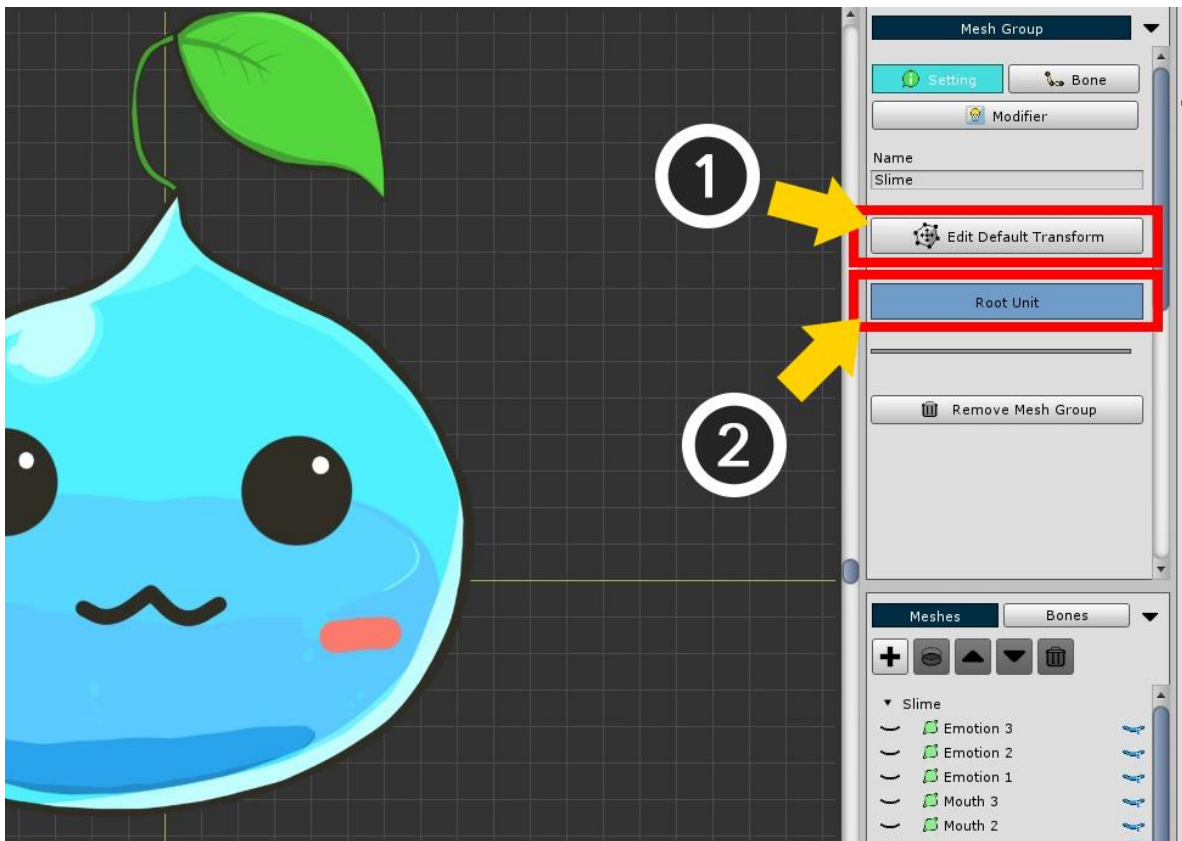 Mesh Group
Setting
Bone
Modifier
1
Name
Slime
Edit Default Transform
Root Unit
2
Remove Mesh Group
Meshes
Bones
Slime
Emotion 3
Emotion 2
Emotion 1
Mouth 3
Mouth 2